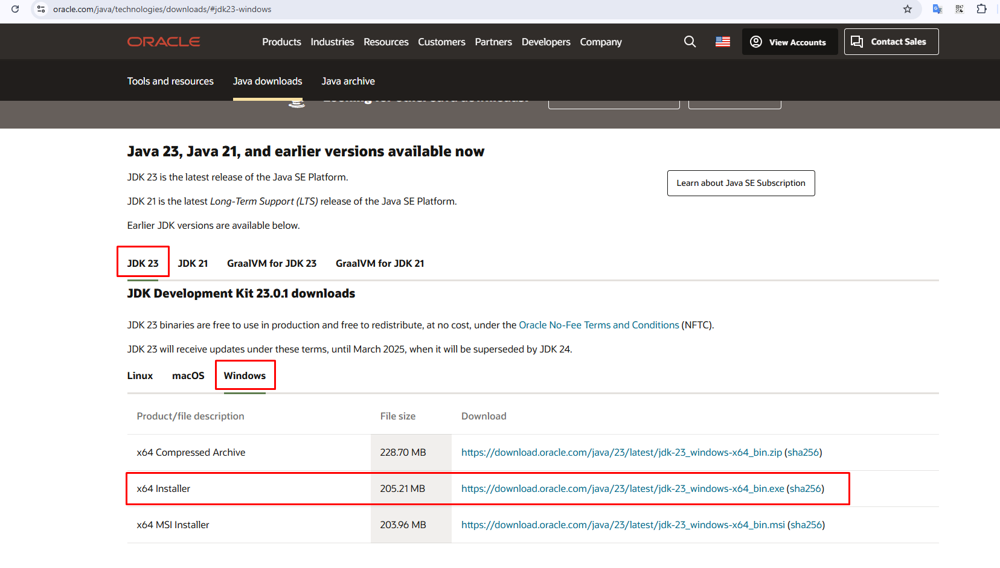 oracle.com/java/technologies/downloads/#jdk23-windows
ORACLE Products Industries Resources Customers Partners Developers Company View Accounts Contact Sales
Tools and resources Java downloads Java archive
Java 23, Java 21, and earlier versions available now
JDK 23 is the latest release of the Java SE Platform.
Learn about Java SE Subscription
JDK 21 is the latest Long-Term Support (LTS) release of the Java SE Platform.
Earlier JDK versions are available below.
JDK 23 JDK 21 GraalVM for JDK 23 GraalVM for JDK 21
JDK Development Kit 23.0.1 downloads
JDK 23 binaries are free to use in production and free to redistribute, at no cost, under the Oracle No-Fee Terms and Conditions (NFTC).
JDK 23 will receive updates under these terms, until March 2025, when it will be superseded by JDK 24.
Linux macOS Windows
Product/file description File size Download
x64 Compressed Archive 228.70 MB https://download.oracle.com/java/23/latest/jdk-23_windows-x64_bin.zip (sha256)
x64 Installer 205.21 MB https://download.oracle.com/java/23/latest/jdk-23_windows-x64_bin.exe (sha256)
x64 MSI Installer 203.96 MB https://download.oracle.com/java/23/latest/jdk-23_windows-x64_bin.msi (sha256)